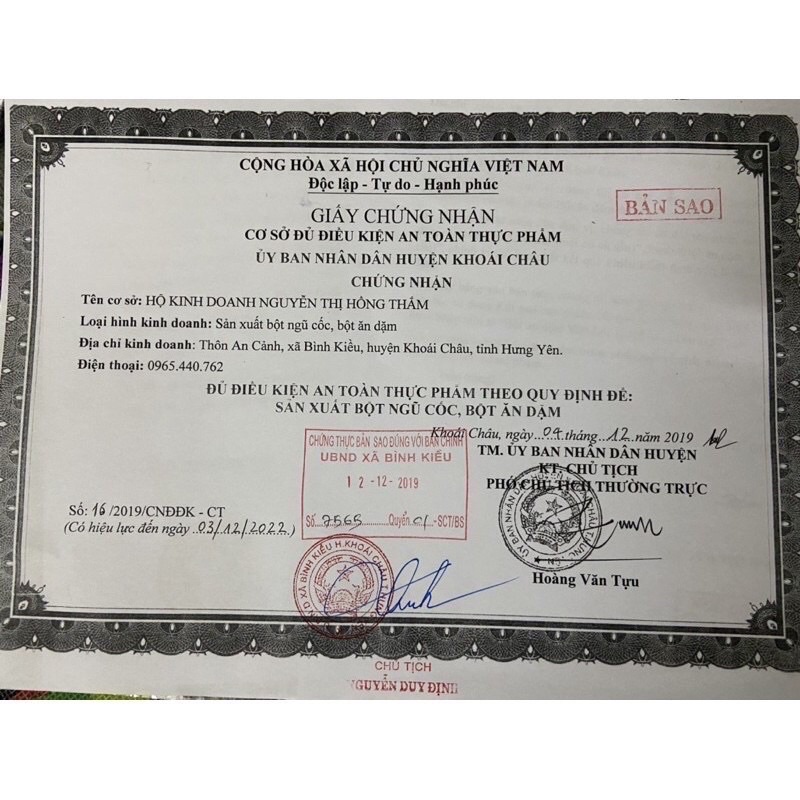 CỘNG HÒA XÃ HỘI CHỦ NGHĨA VIỆT NAM
Độc lập - Tự do - Hạnh phúc
BẢN SAO
GIẤY CHỨNG NHẬN
CƠ SỞ ĐỦ ĐIỀU KIỆN AN TOÀN THỰC PHẨM
ỦY BAN NHÂN DÂN HUYỆN KHOÁI CHÂU
CHỨNG NHẬN
Tên cơ sở: HỘ KINH DOANH NGUYỄN THỊ HỒNG THẮM
Loại hình kinh doanh: Sản xuất bột ngũ cốc, bột ăn dặm
Địa chỉ kinh doanh: Thôn An Cảnh, xã Bình Kiều, huyện Khoái Châu, tỉnh Hưng Yên.
Điện thoại: 0965.440.762
ĐỦ ĐIỀU KIỆN AN TOÀN THỰC PHẨM THEO QUY ĐỊNH ĐỂ:
SẢN XUẤT BỘT NGŨ CỐC, BỘT ĂN DẶM
Khoái Châu, ngày...04.tháng...12..năm 2019
TM. ỦY BAN NHÂN DÂN HUYỆN
KT. CHỦ TỊCH
PHÓ CHỦ TỊCH THƯỜNG TRỰC
CHỨNG THỰC BẢN SAO ĐÚNG VỚI BẢN CHÍNH
UBND XÃ BÌNH KIỀU
12-12-2019
Số 7565 Quyển 01-SCT/BS
Số: 16/2019/CNĐĐK - CT
(Có hiệu lực đến ngày 03/12/2022.)
Hoàng Văn Tựu
CHỦ TỊCH
NGUYỄN DUY ĐỊNH